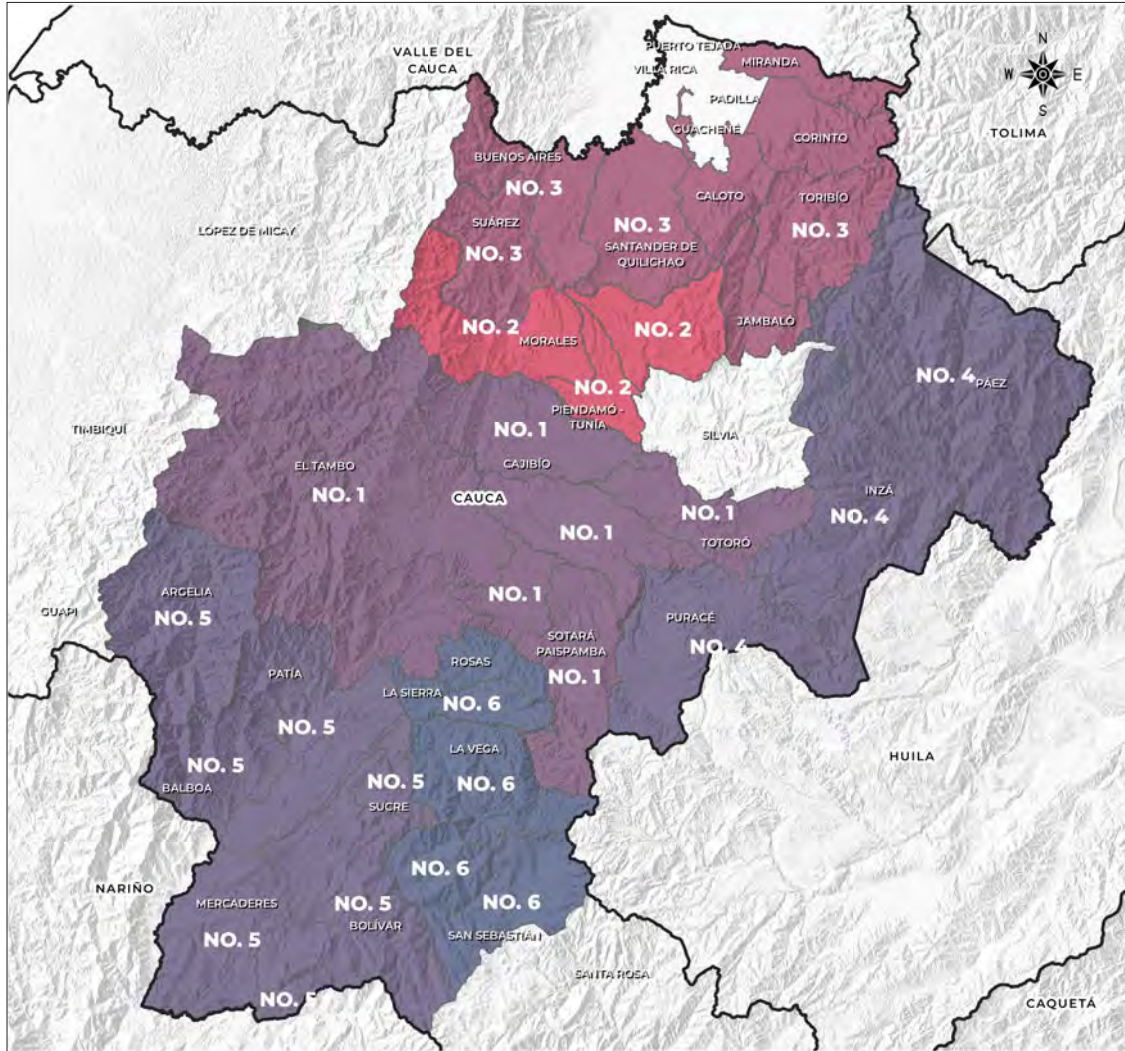 PUERTO TEJADA
VALLE DEL
CAUCA
MIRANDA
VILLA RICA
N
W
E
S
PADILLA
TOLIMA
GUACHENÉ
CORINTO
BUENOS AIRES
NO. 3
CALOTO
TORIBÍO
NO. 3
SUÁREZ
NO. 3
LÓPEZ DE MICAY
NO. 3
SANTANDER DE
QUILICHAO
NO. 2
MORALES
NO. 2
JAMBALÓ
NO. 4
PÁEZ
NO. 2
PIENDAMÓ -
TUNÍA
TIMBIQUÍ
NO. 1
SILVIA
CAJIBÍO
EL TAMBO
NO. 1
CAUCA
INZÁ
NO. 4
NO. 1
NO. 1
TOTORÓ
ARGELIA
NO. 5
NO. 1
GUAPI
PURACÉ
NO. 4
SOTARÁ
PAISPAMBA
NO. 1
ROSAS
PATÍA
LA SIERRA
NO. 6
NO. 5
LA VEGA
HUILA
NO. 5
BALBOA
NO. 5
SUCRE
NO. 6
NO. 6
NARIÑO
MERCADERES
NO. 5
NO. 5
BOLÍVAR
NO. 6
SAN SEBASTIÁN
SANTA ROSA
NO. 5
CAQUETÁ